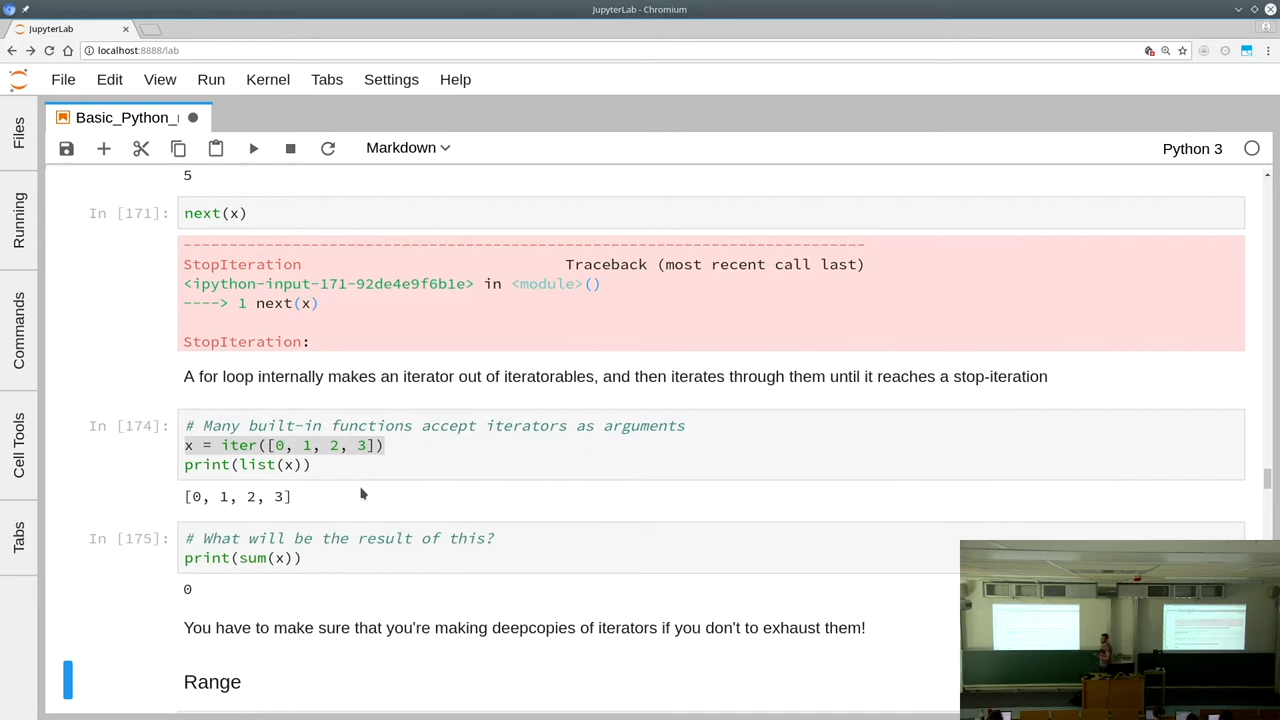 JupyterLab - Chromium
JupyterLab
localhost:8888/lab
File Edit View Run Kernel Tabs Settings Help
Files
Running
Commands
Cell Tools
Tabs
Basic_Python_
Markdown
Python 3
5
In [171]: next(x)
---------------------------------------------------------------------------
StopIteration Traceback (most recent call last)
<ipython-input-171-92de4e9f6b1e> in <module>()
----> 1 next(x)
StopIteration:
A for loop internally makes an iterator out of iteratorables, and then iterates through them until it reaches a stop-iteration
In [174]: # Many built-in functions accept iterators as arguments
x = iter([0, 1, 2, 3])
print(list(x))
[0, 1, 2, 3]
In [175]: # What will be the result of this?
print(sum(x))
0
You have to make sure that you're making deepcopies of iterators if you don't to exhaust them!
Range